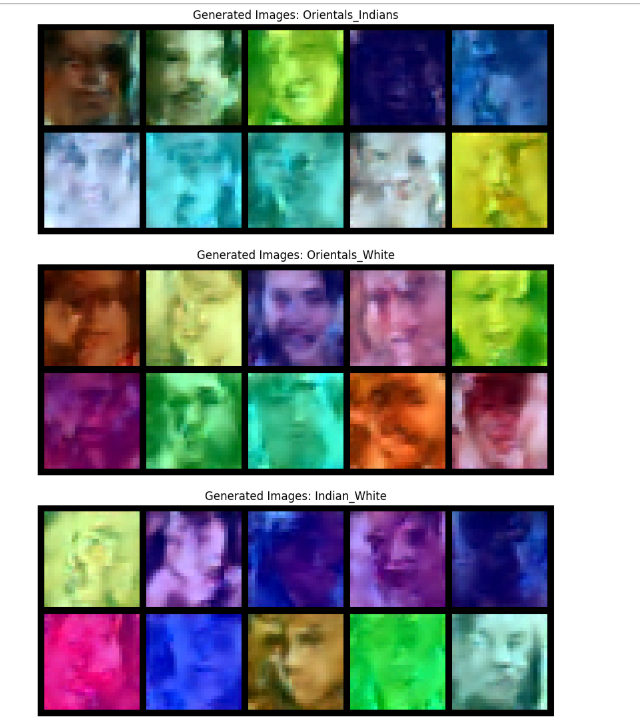 Generated Images: Orientals_Indians
Generated Images: Orientals_White
Generated Images: Indian_White